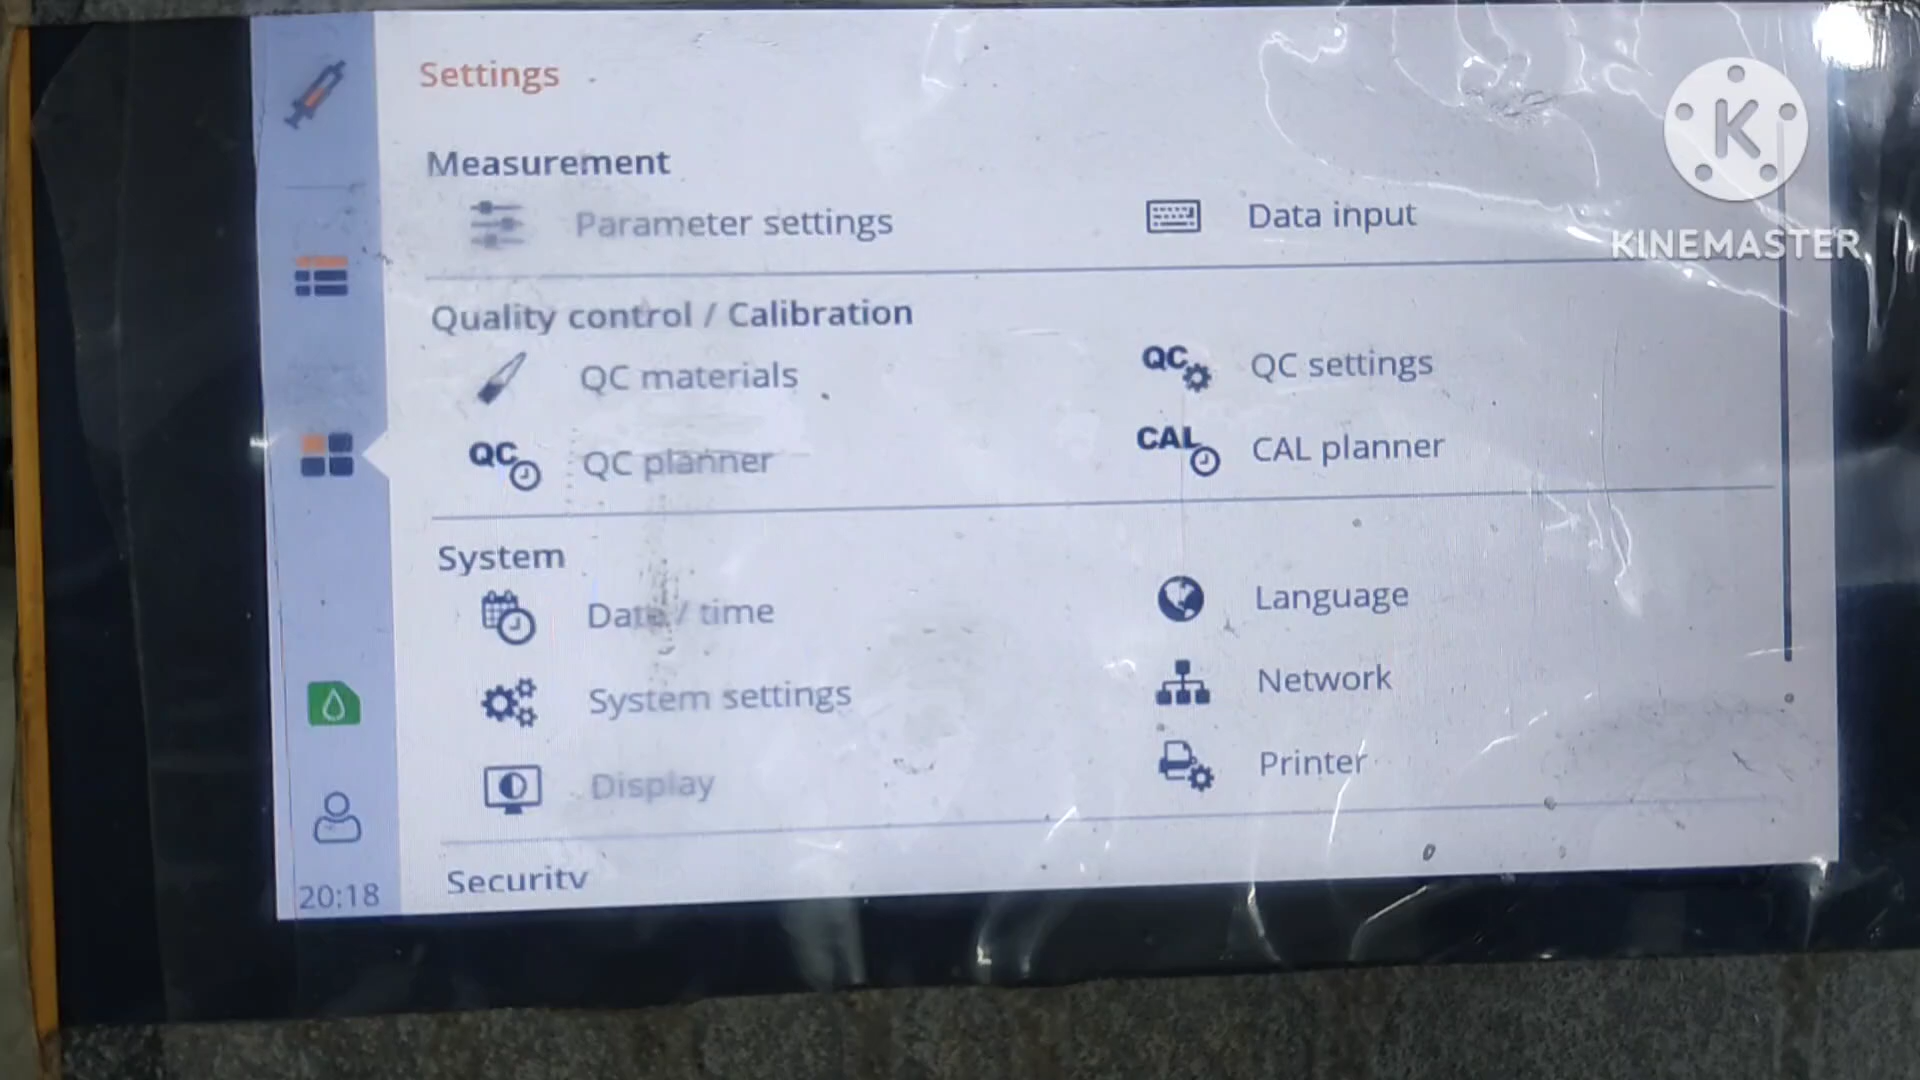 Settings
Measurement
Parameter settings
Data input
Quality control / Calibration
QC materials
QC QC settings
QC QC planner
CAL CAL planner
System
Date / time
Language
System settings
Network
Display
Printer
Security
20:18
K
KINEMASTER